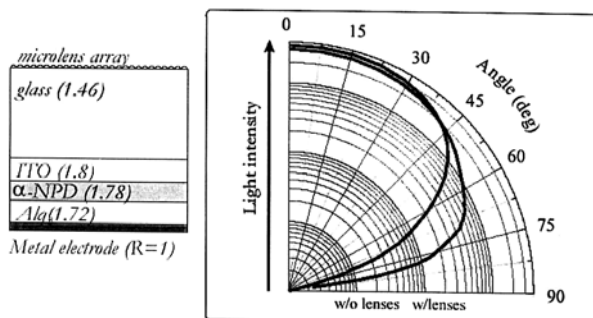 microlens array
glass (1.46)
ITO (1.8)
α-NPD (1.78)
Alq(1.72)
Metal electrode (R=1)
Light intensity
0
15
30
45
60
75
90
Angle (deg)
w/o lenses w/lenses